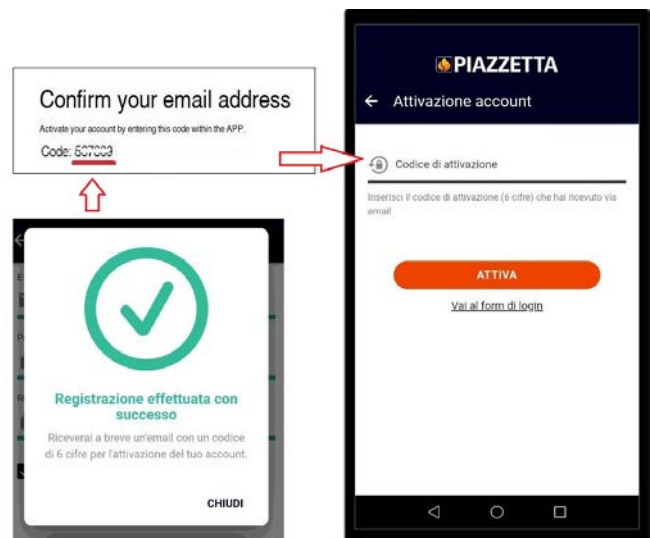 Confirm your email address
Activate your account by entering this code within the APP.
Code:
Registrazione effettuata con
successo
Riceverai a breve un'email con un codice
di 6 cifre per l'attivazione del tuo account.
CHIUDI
PIAZZETTA
← Attivazione account
Codice di attivazione
Inserisci il codice di attivazione (6 cifre) che hai ricevuto via
email
ATTIVA
Vai al form di login